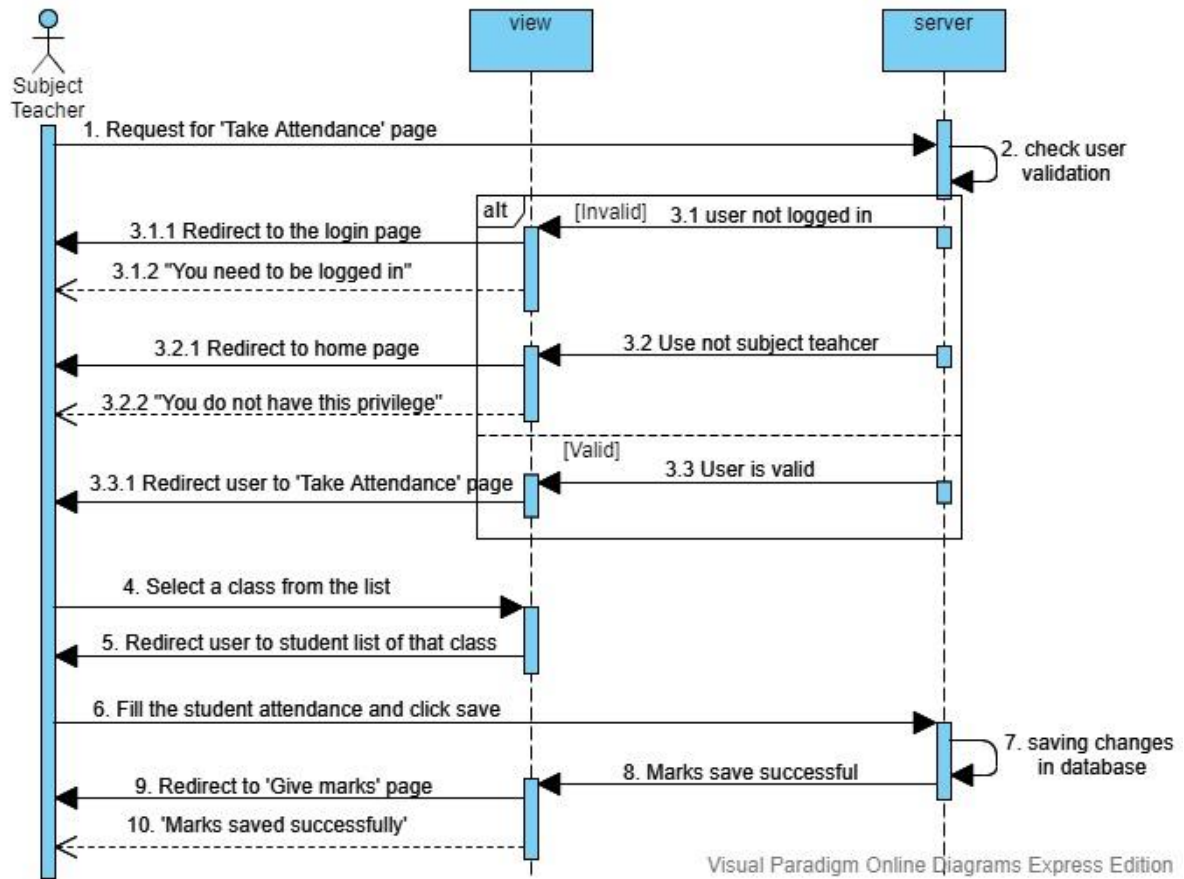 view
server
Subject
Teacher
1. Request for 'Take Attendance' page
2. check user
validation
alt
[Invalid]
3.1 user not logged in
3.1.1 Redirect to the login page
3.1.2 "You need to be logged in"
3.2 Use not subject teahcer
3.2.1 Redirect to home page
3.2.2 "You do not have this privilege"
[Valid]
3.3 User is valid
3.3.1 Redirect user to 'Take Attendance' page
4. Select a class from the list
5. Redirect user to student list of that class
6. Fill the student attendance and click save
7. saving changes
in database
8. Marks save successful
9. Redirect to 'Give marks' page
10. 'Marks saved successfully'
Visual Paradigm Online Diagrams Express Edition